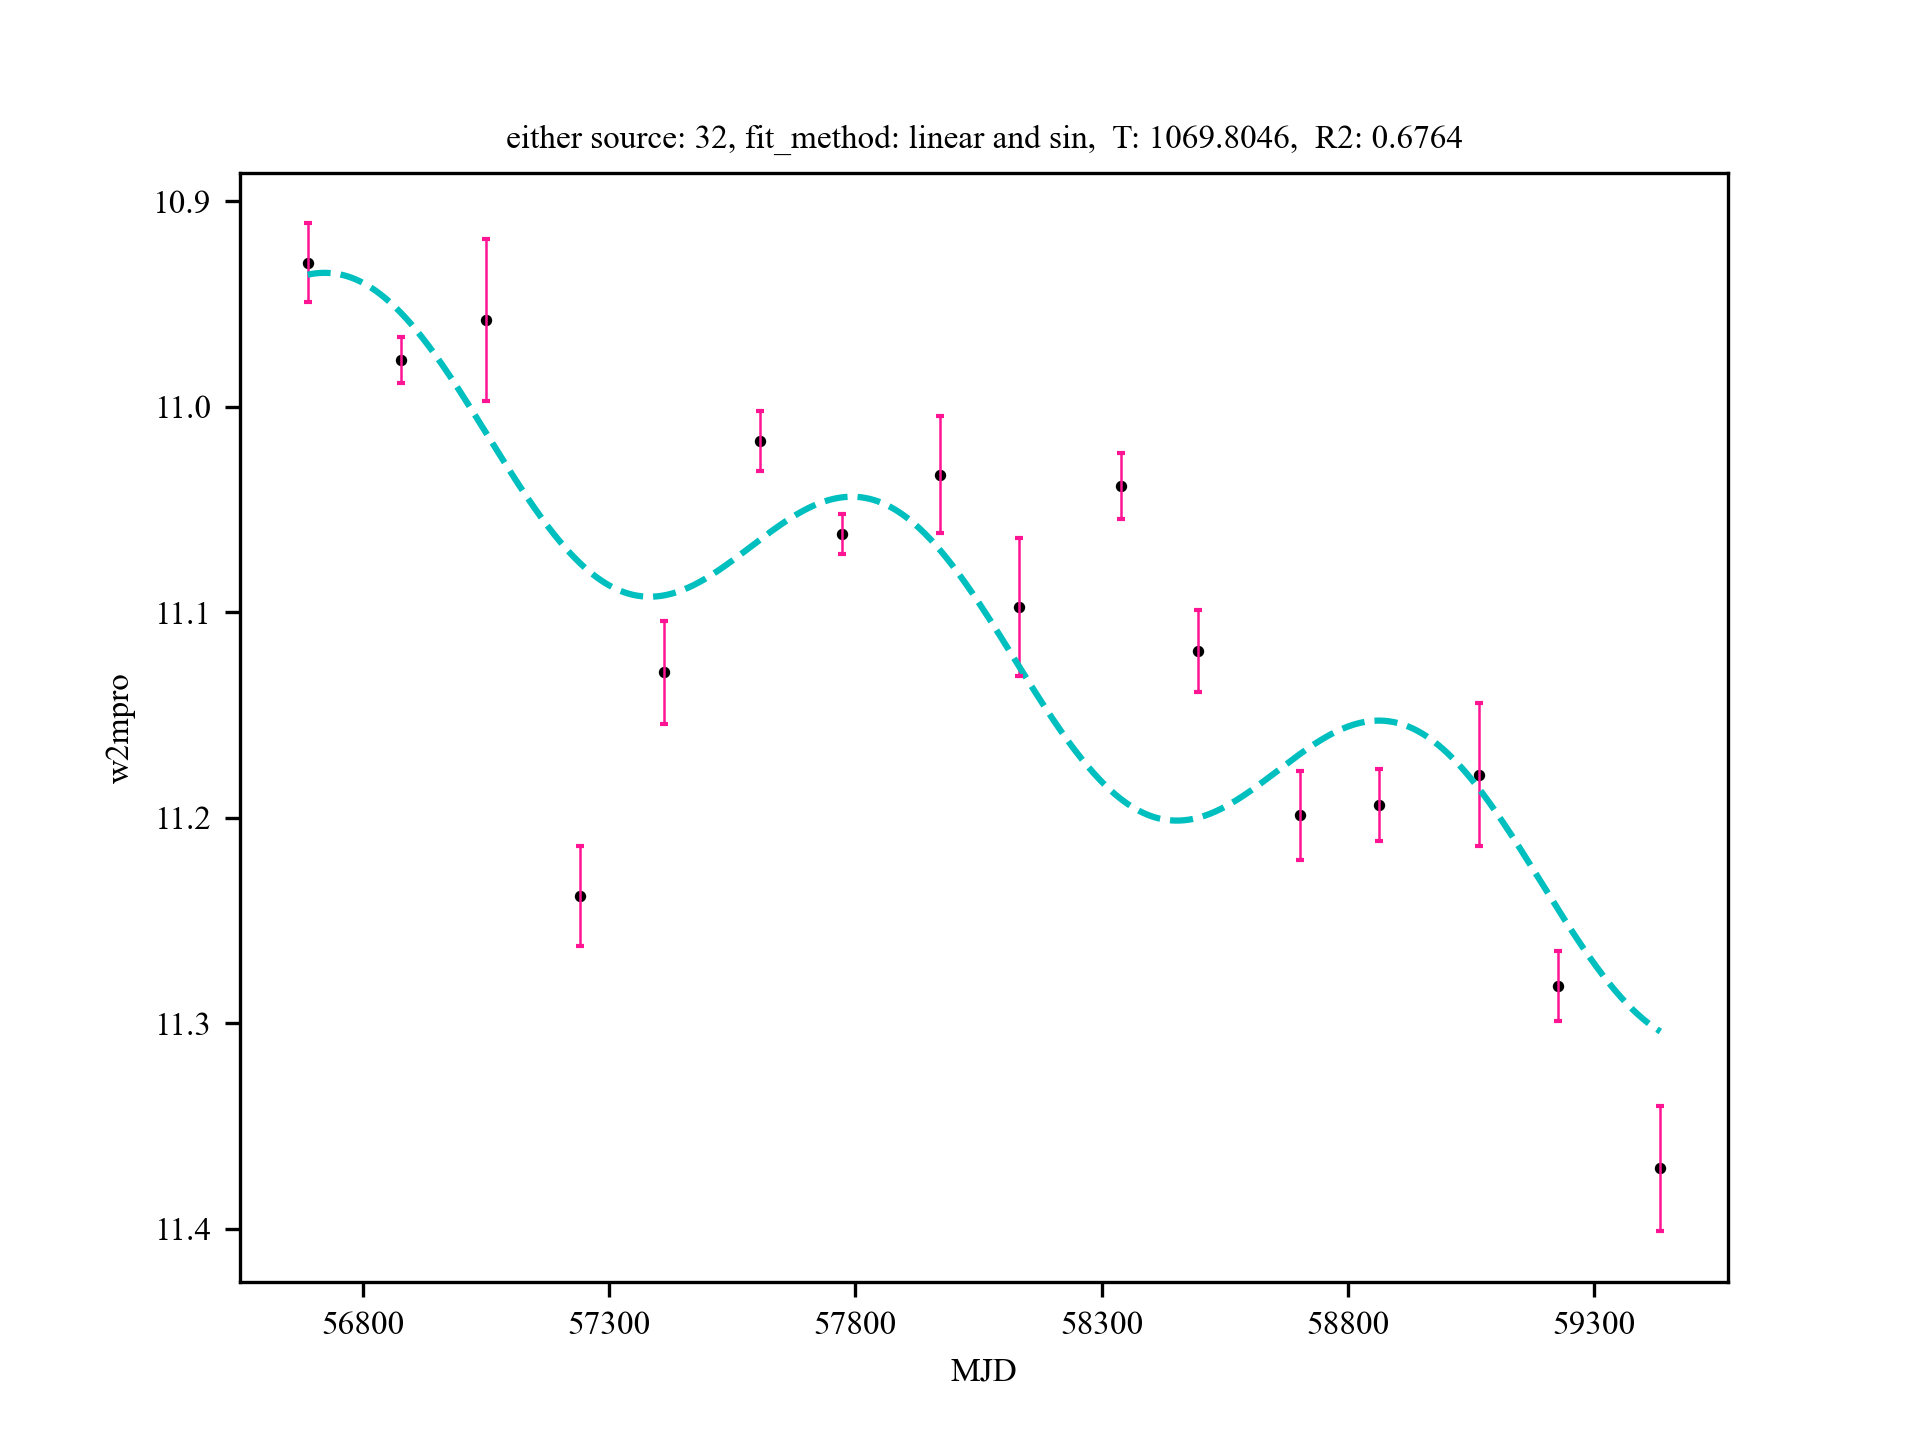 either source: 32, fit_method: linear and sin,  T: 1069.8046,  R2: 0.6764
10.9
11.0
11.1
11.2
11.3
11.4
w2mpro
56800 57300 57800 58300 58800 59300
MJD